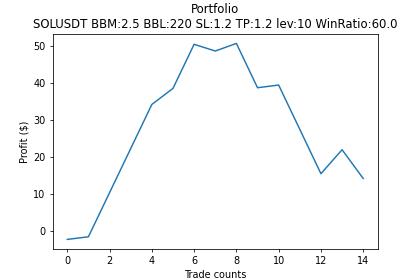 Portfolio
SOLUSDT BBM:2.5 BBL:220 SL:1.2 TP:1.2 lev:10 WinRatio:60.0
50
40
30
20
10
0
Profit ($)
0 2 4 6 8 10 12 14
Trade counts